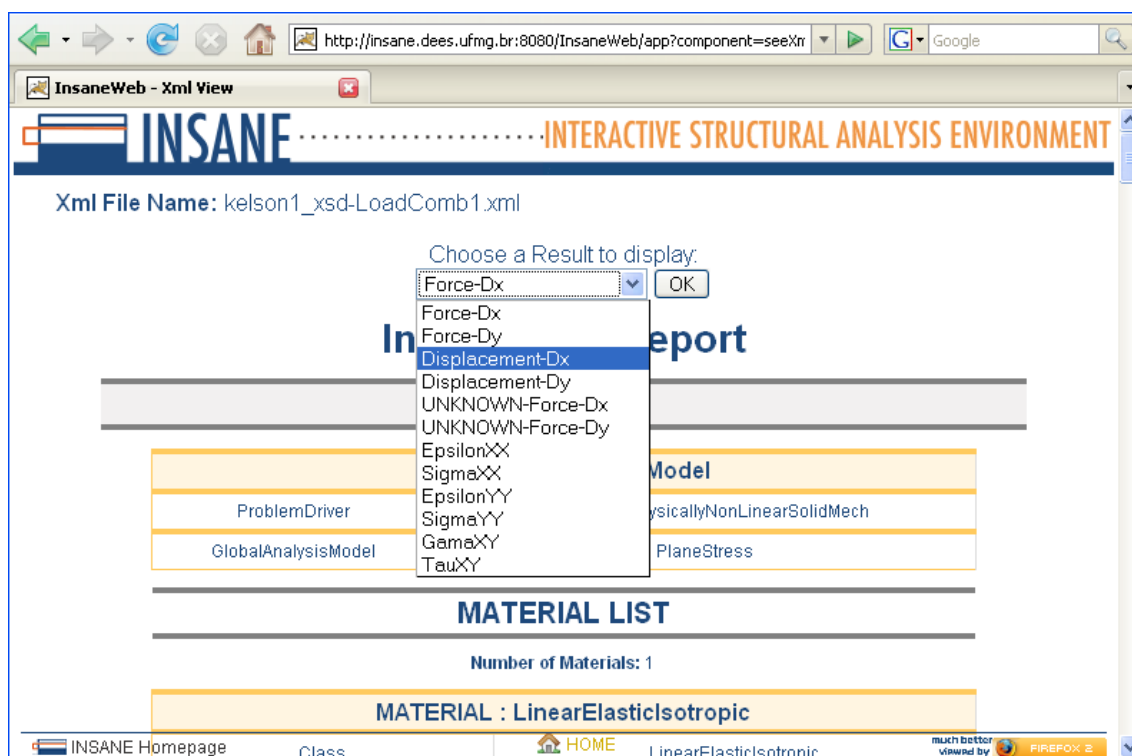 http://insane.dees.ufmg.br:8080/InsaneWeb/app?component=seeXm
G Google
InsaneWeb - Xml View
INSANE INTERACTIVE STRUCTURAL ANALYSIS ENVIRONMENT
Xml File Name: kelson1_xsd-LoadComb1.xml
Choose a Result to display:
Force-Dx OK
Force-Dx
Force-Dy
In eport
Displacement-Dx
Displacement-Dy
UNKNOWN-Force-Dx
UNKNOWN-Force-Dy
EpsilonXX
SigmaXX Model
EpsilonYY
ProblemDriver SigmaYY ysicallyNonLinearSolidMech
GamaXY
GlobalAnalysisModel PlaneStress
TauXY
MATERIAL LIST
Number of Materials: 1
MATERIAL : LinearElasticIsotropic
Class LinearElasticIsotropic
INSANE Homepage HOME much better viewed by FIREFOX 2